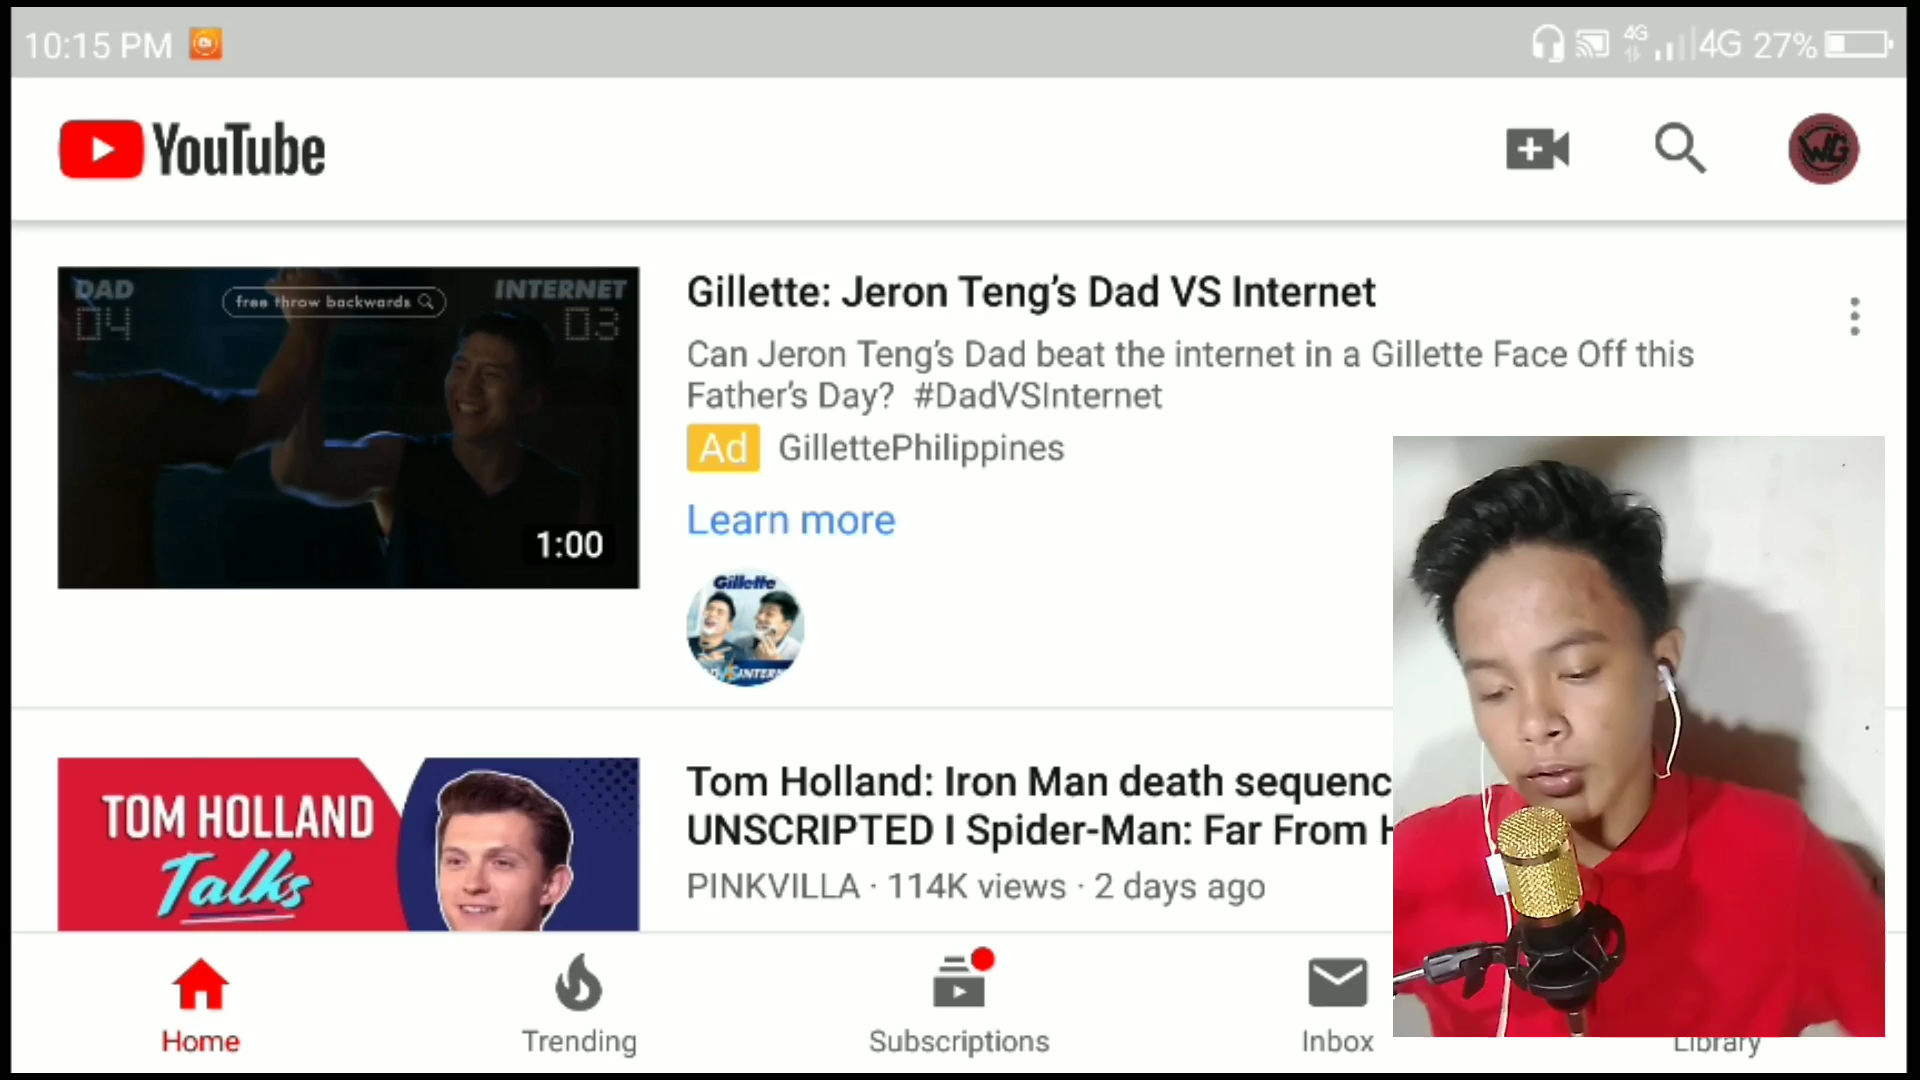 10:15 PM
4G 4G 27%
YouTube
WG
DAD
INTERNET
free throw backwards
04
03
1:00
Gillette: Jeron Teng’s Dad VS Internet
Can Jeron Teng’s Dad beat the internet in a Gillette Face Off this
Father’s Day? #DadVSInternet
Ad GillettePhilippines
Learn more
Gillette
TOM HOLLAND
Talks
Tom Holland: Iron Man death sequenc
UNSCRIPTED I Spider-Man: Far From H
PINKVILLA · 114K views · 2 days ago
Home
Trending
Subscriptions
Inbox
Library